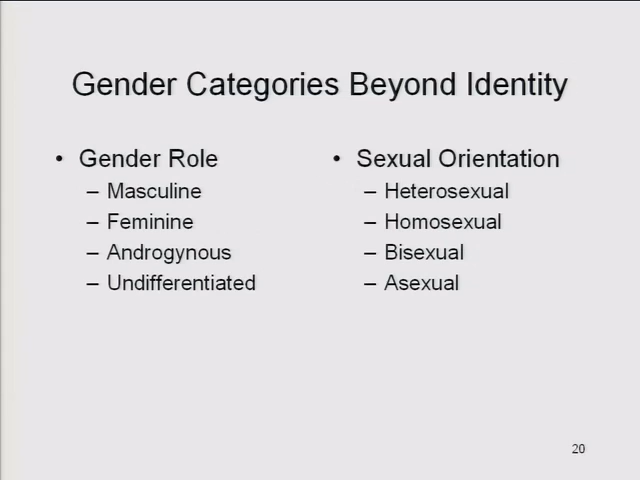 Gender Categories Beyond Identity
• Gender Role
– Masculine
– Feminine
– Androgynous
– Undifferentiated
• Sexual Orientation
– Heterosexual
– Homosexual
– Bisexual
– Asexual
20